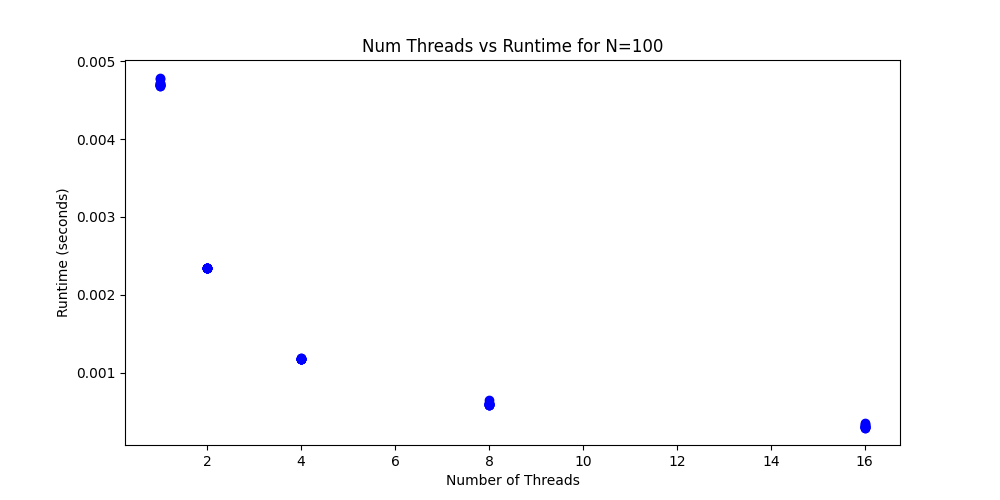 Num Threads vs Runtime for N=100
0.005
0.004
0.003
0.002
0.001
Runtime (seconds)
2 4 6 8 10 12 14 16
Number of Threads